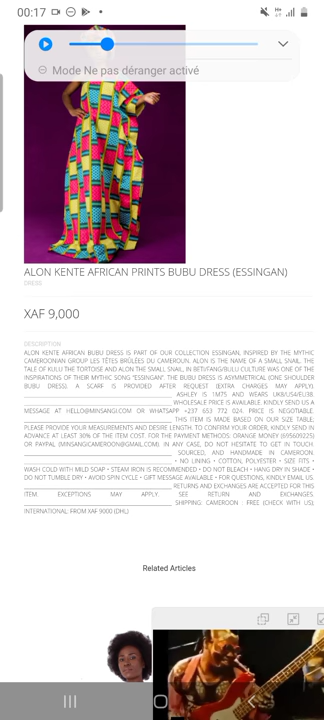 00:17
Mode Ne pas déranger activé
ALON KENTE AFRICAN PRINTS BUBU DRESS (ESSINGAN)
DRESS
XAF 9,000
DESCRIPTION
ALON KENTE AFRICAN BUBU DRESS IS PART OF OUR COLLECTION ESSINGAN, INSPIRED BY THE MYTHIC
CAMEROONIAN GROUP LES TÊTES BRÛLÉES DU CAMEROUN. ALON IS THE NAME OF A SMALL SNAIL. THE
TALE OF KULU THE TORTOISE AND ALON THE SMALL SNAIL, IN BETI/FANG/BULU CULTURE WAS ONE OF THE
INSPIRATIONS OF THEIR MYTHIC SONG "ESSINGAN". THE BUBU DRESS IS ASYMMETRICAL (ONE SHOULDER
BUBU DRESS). A SCARF IS PROVIDED AFTER REQUEST (EXTRA CHARGES MAY APPLY).
ASHLEY IS 1M75 AND WEARS UK8/US4/EU38.
WHOLESALE PRICE IS AVAILABLE. KINDLY SEND US A
MESSAGE AT HELLO@MINSANGI.COM OR WHATSAPP +237 653 772 024. PRICE IS NEGOTIABLE.
THIS ITEM IS MADE BASED ON OUR SIZE TABLE;
PLEASE PROVIDE YOUR MEASUREMENTS AND DESIRE LENGTH. TO CONFIRM YOUR ORDER, KINDLY SEND IN
ADVANCE AT LEAST 30% OF THE ITEM COST. FOR THE PAYMENT METHODS: ORANGE MONEY (695609225)
OR PAYPAL (MINSANGICAMEROON@GMAIL.COM). IN ANY CASE, DO NOT HESITATE TO GET IN TOUCH.
SOURCED, AND HANDMADE IN CAMEROON.
• NO LINING • COTTON, POLYESTER • SIZE FITS •
WASH COLD WITH MILD SOAP • STEAM IRON IS RECOMMENDED • DO NOT BLEACH • HANG DRY IN SHADE •
DO NOT TUMBLE DRY • AVOID SPIN CYCLE • GIFT MESSAGE AVAILABLE • FOR QUESTIONS, KINDLY EMAIL US.
RETURNS AND EXCHANGES ARE ACCEPTED FOR THIS
ITEM. EXCEPTIONS MAY APPLY. SEE RETURN AND EXCHANGES.
SHIPPING: CAMEROON : FREE (CHECK WITH US);
INTERNATIONAL: FROM XAF 9000 (DHL)
Related Articles